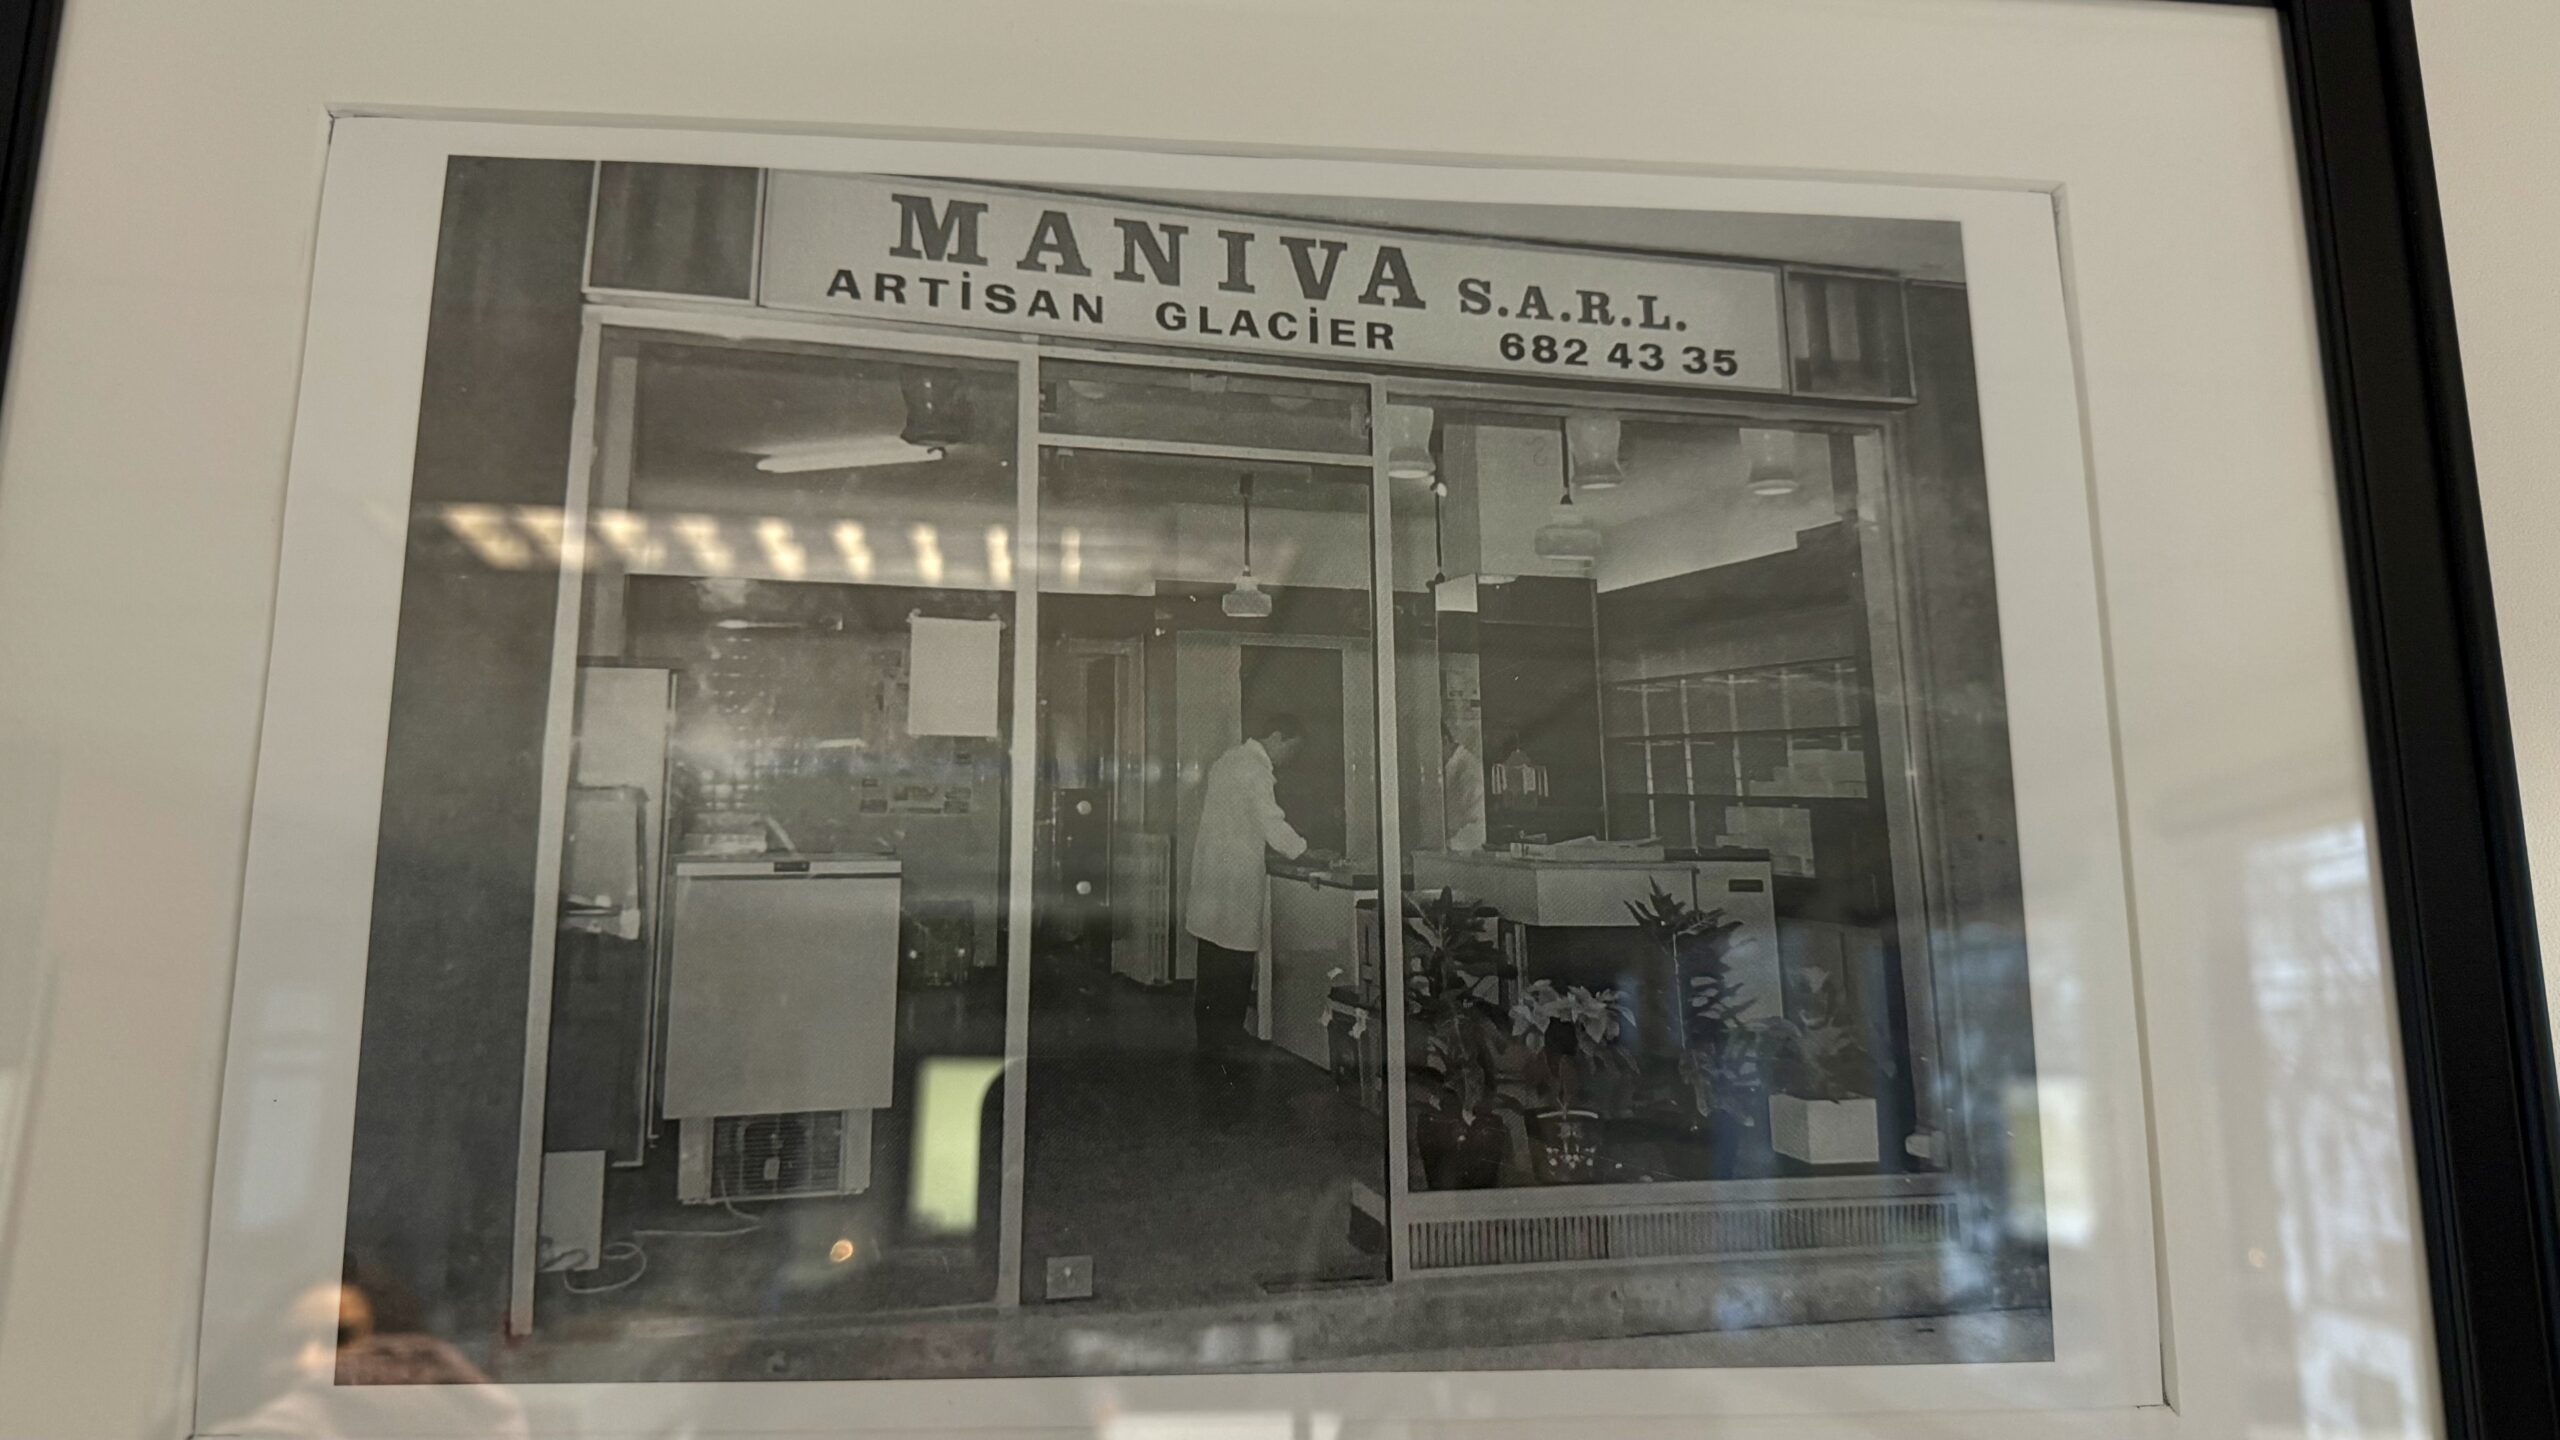 MANIVA S.A.R.L.
ARTiSAN GLACiER 682 43 35